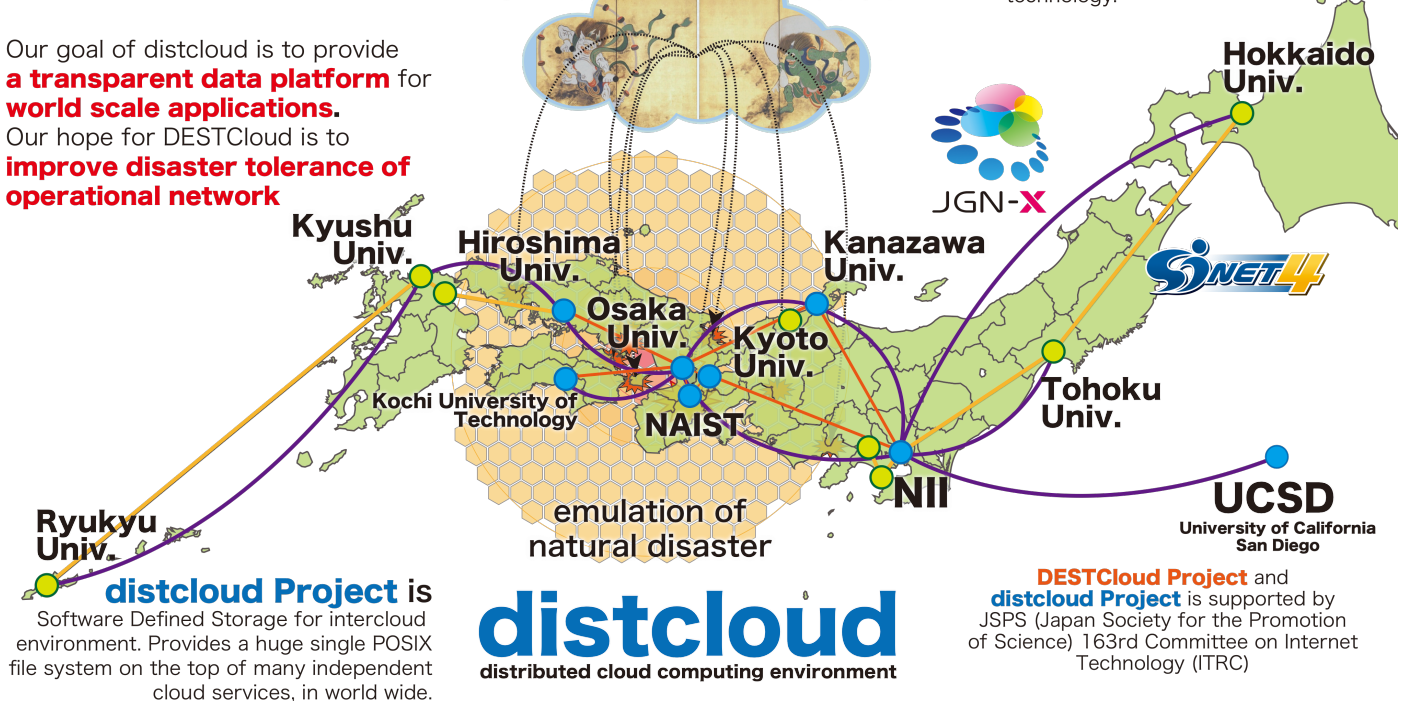 technology.
Our goal of distcloud is to provide
a transparent data platform for
world scale applications.
Our hope for DESTCloud is to
improve disaster tolerance of
operational network
JGN-X
SINET4
Hokkaido
Univ.
Kyushu
Univ.
Hiroshima
Univ.
Osaka
Univ.
Kanazawa
Univ.
Kyoto
Univ.
Kochi University of
Technology
NAIST
Tohoku
Univ.
NII
UCSD
University of California
San Diego
emulation of
natural disaster
Ryukyu
Univ.
distcloud Project is
Software Defined Storage for intercloud
environment. Provides a huge single POSIX
file system on the top of many independent
cloud services, in world wide.
distcloud
distributed cloud computing environment
DESTCloud Project and
distcloud Project is supported by
JSPS (Japan Society for the Promotion
of Science) 163rd Committee on Internet
Technology (ITRC)